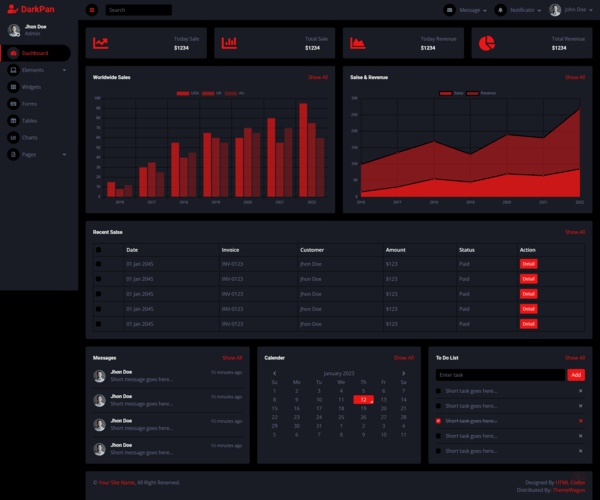 DarkPan
Search
Message
Notificatin
John Doe
Jhon Doe
Admin
Dashboard
Elements
Widgets
Forms
Tables
Charts
Pages
Today Sale
$1234
Total Sale
$1234
Today Revenue
$1234
Total Revenue
$1234
Worldwide Sales
Show All
USA UK AU
100
90
80
70
60
50
40
30
20
10
0
2016 2017 2018 2019 2020 2021 2022
Salse & Revenue
Show All
Salse Revenue
300
250
200
150
100
50
0
2016 2017 2018 2019 2020 2021 2022
Recent Salse
Show All
Date Invoice Customer Amount Status Action
01 Jan 2045 INV-0123 Jhon Doe $123 Paid Detail
01 Jan 2045 INV-0123 Jhon Doe $123 Paid Detail
01 Jan 2045 INV-0123 Jhon Doe $123 Paid Detail
01 Jan 2045 INV-0123 Jhon Doe $123 Paid Detail
01 Jan 2045 INV-0123 Jhon Doe $123 Paid Detail
Messages
Show All
Jhon Doe 15 minutes ago
Short message goes here...
Jhon Doe 15 minutes ago
Short message goes here...
Jhon Doe 15 minutes ago
Short message goes here...
Jhon Doe 15 minutes ago
Short message goes here...
Calender
Show All
January 2023
Su Mo Tu We Th Fr Sa
1 2 3 4 5 6 7
8 9 10 11 12 13 14
15 16 17 18 19 20 21
22 23 24 25 26 27 28
29 30 31 1 2 3 4
5 6 7 8 9 10 11
To Do List
Show All
Enter task
Add
Short task goes here...
Short task goes here...
Short task goes here...
Short task goes here...
Short task goes here...
© Your Site Name, All Right Reserved.
Designed By HTML Codex
Distributed By: ThemeWagon